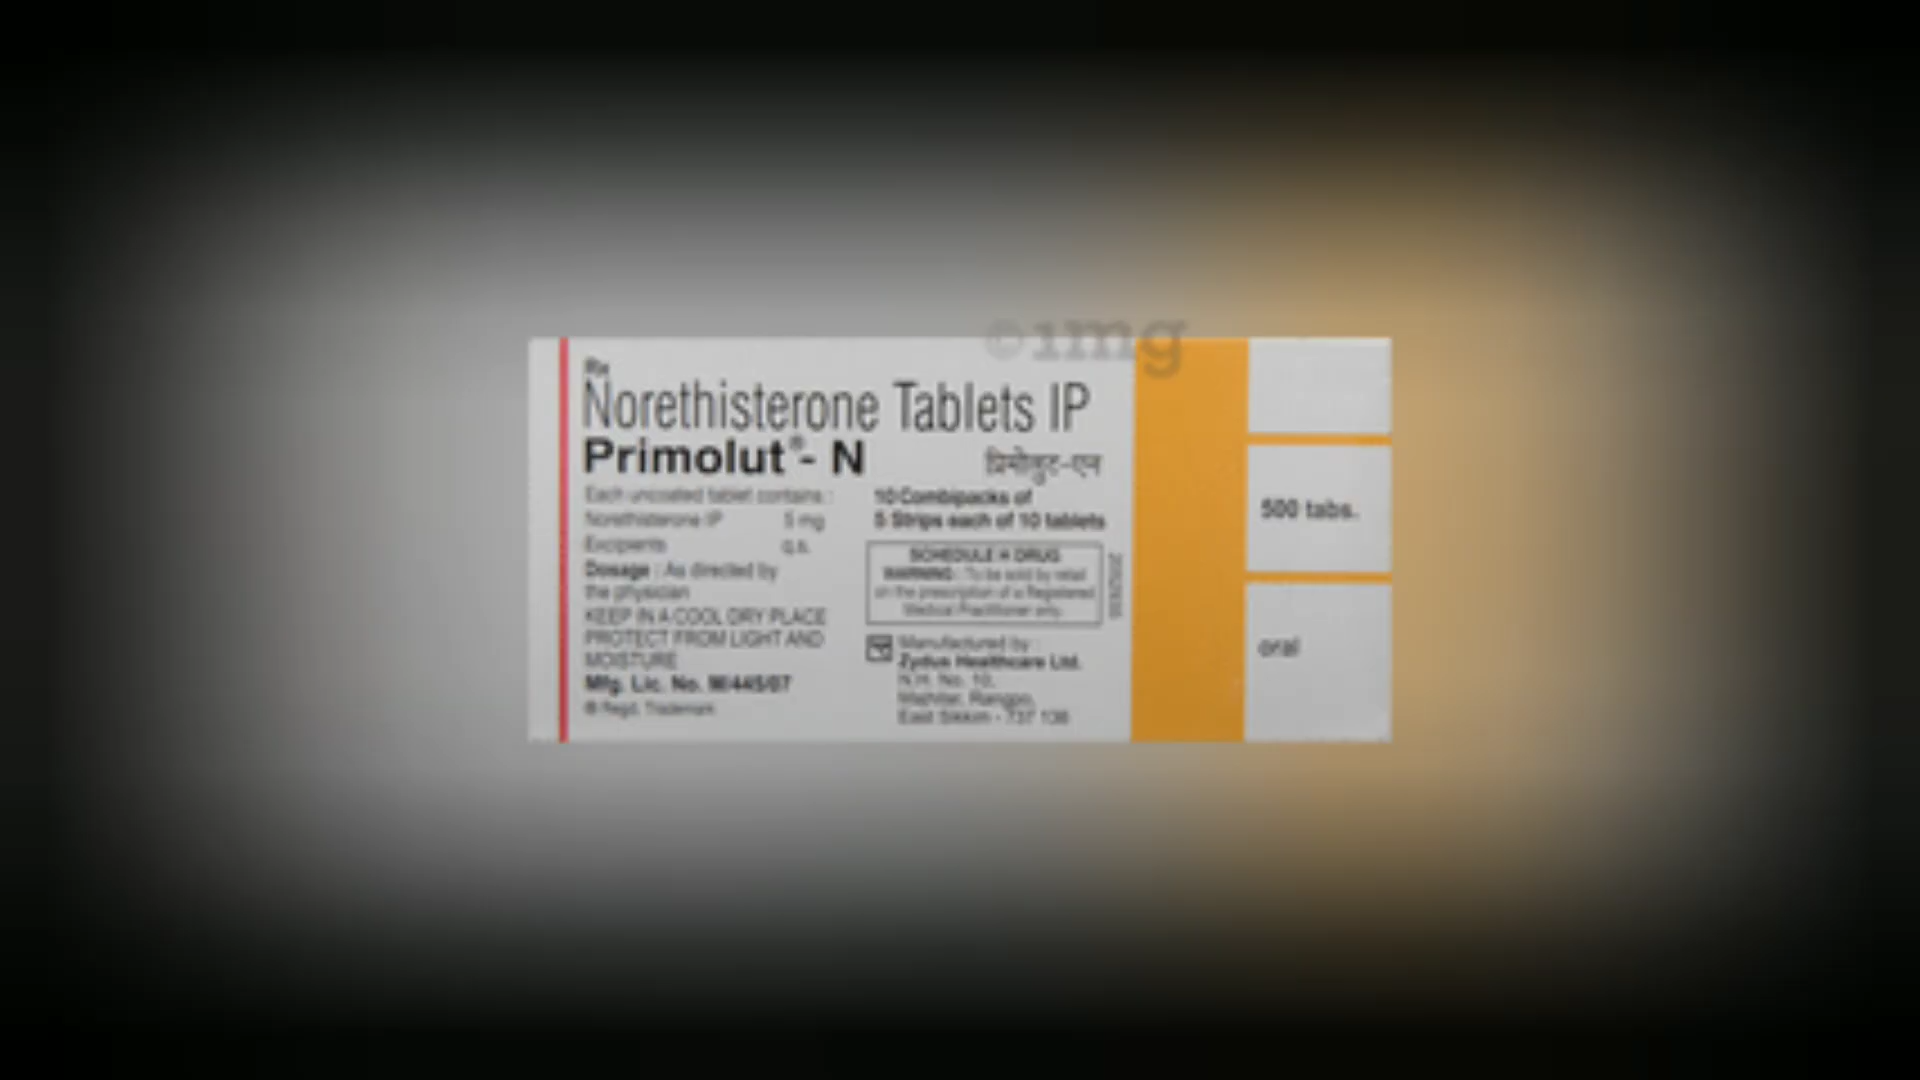 ©1mg
Rx
Norethisterone Tablets IP
Primolut®- N
प्रिमोलुट-एन
Each uncoated tablet contains :
Norethisterone IP 5 mg
Excipients q.s.
Dosage : As directed by
the physician
KEEP IN A COOL DRY PLACE
PROTECT FROM LIGHT AND
MOISTURE
Mfg. Lic. No.
® Regd. Trademark
10 Combipacks of
5 Strips each of 10 tablets
SCHEDULE H DRUG
WARNING : To be sold by retail
on the prescription of a Registered
Medical Practitioner only.
Manufactured by :
Zydus Healthcare Ltd.
N.H. No. 10,
Rangpo,
East Sikkim - 737
500 tabs.
oral